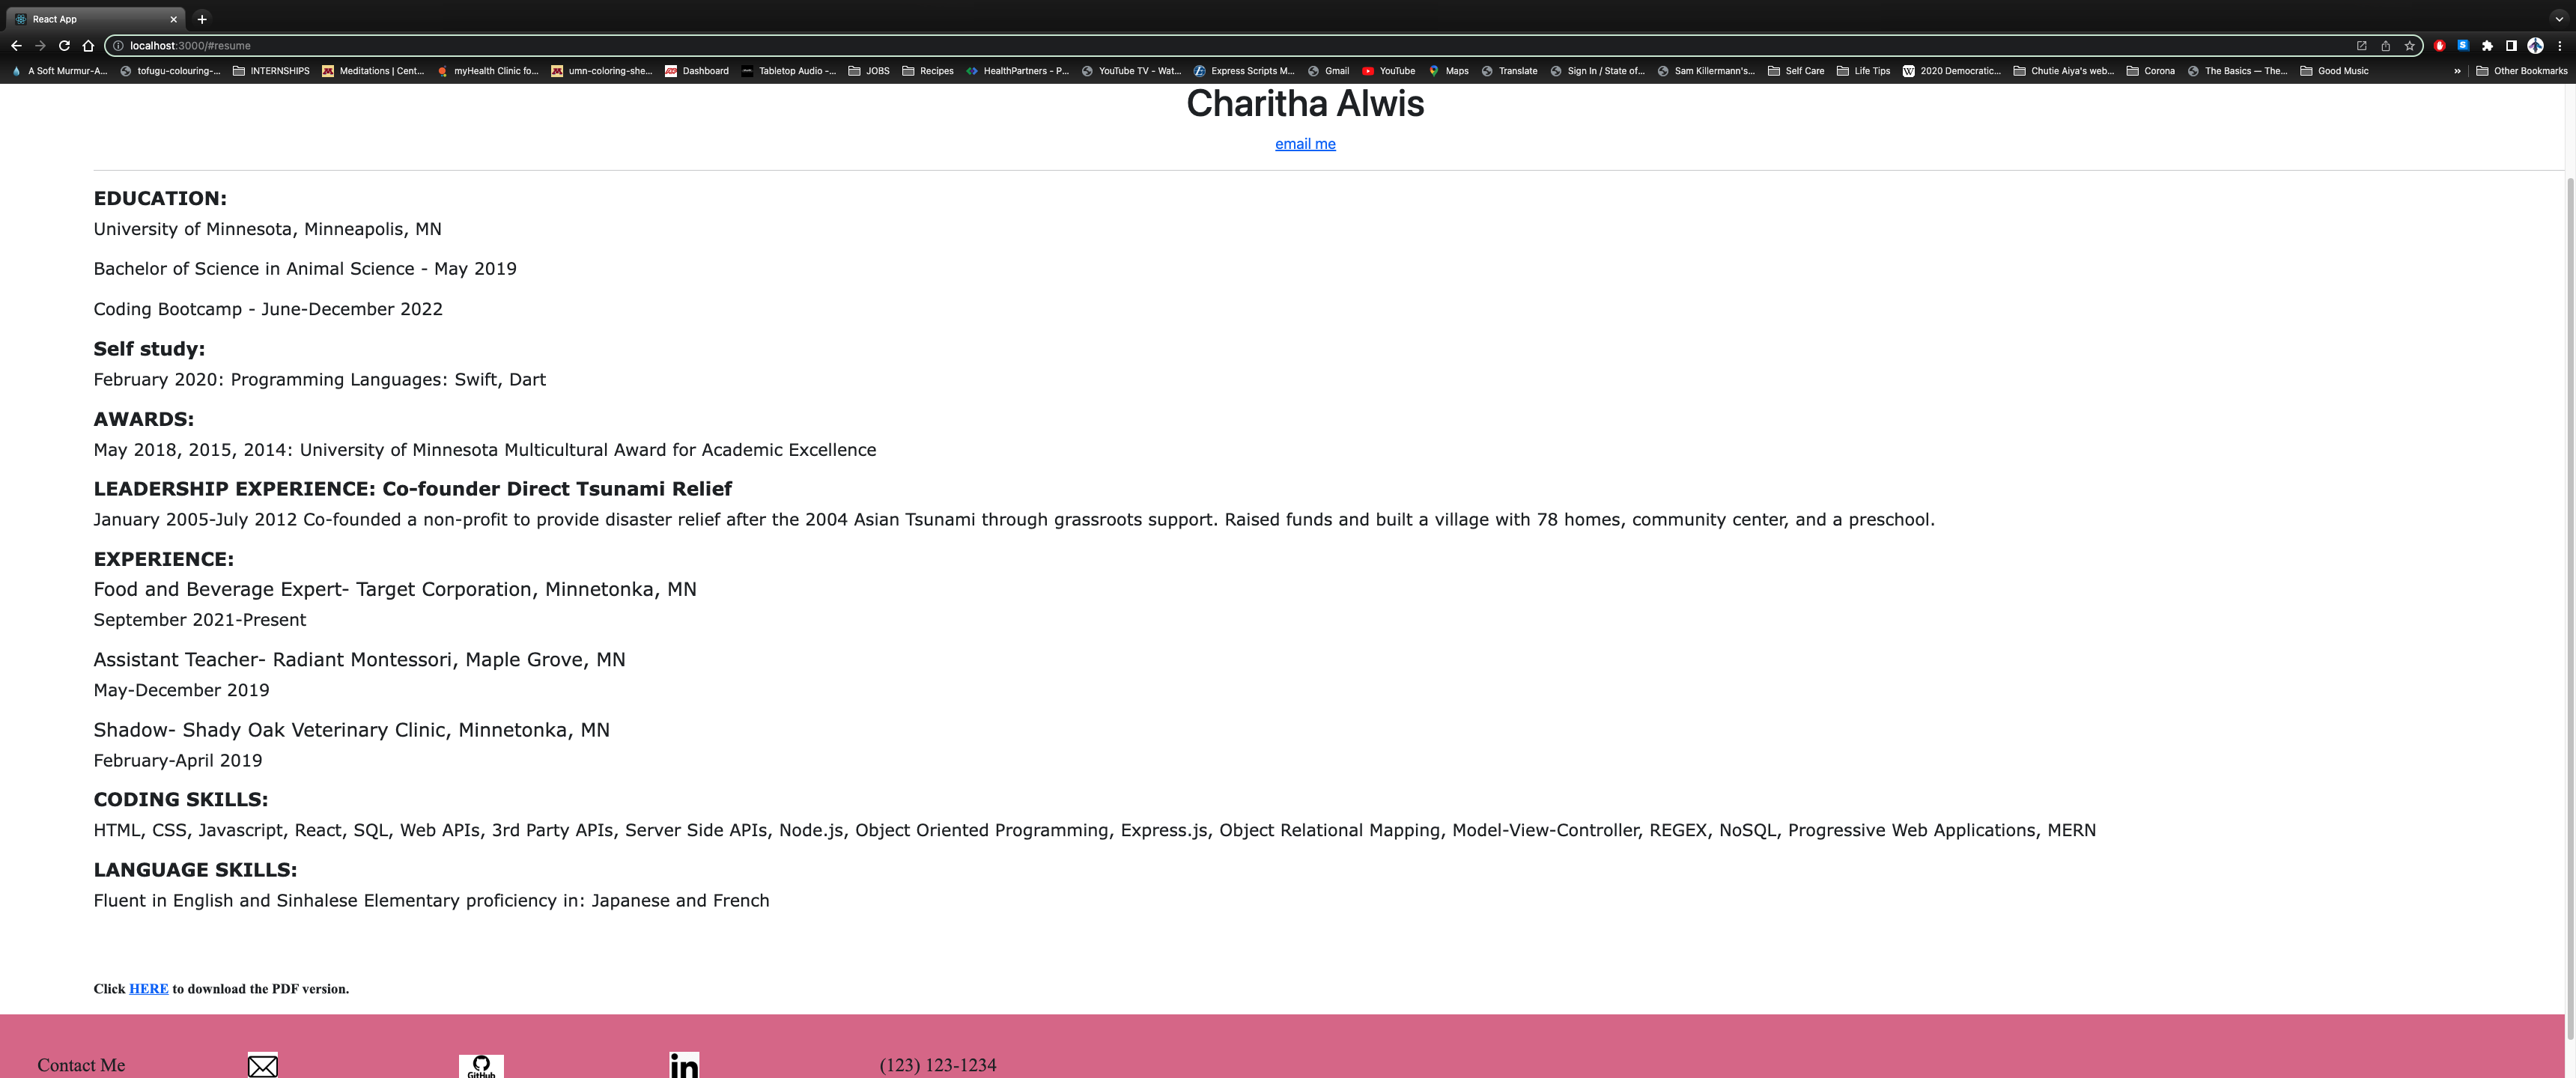 React App
localhost:3000/#resume
A Soft Murmur-A... tofugu-colouring-... INTERNSHIPS Meditations | Cent... myHealth Clinic fo... umn-coloring-she... Dashboard Tabletop Audio -... JOBS Recipes HealthPartners - P... YouTube TV - Wat... Express Scripts M... Gmail YouTube Maps Translate Sign In / State of... Sam Killermann's... Self Care Life Tips 2020 Democratic... Chutie Aiya's web... Corona The Basics — The... Good Music » Other Bookmarks
Charitha Alwis
email me
EDUCATION:
University of Minnesota, Minneapolis, MN
Bachelor of Science in Animal Science - May 2019
Coding Bootcamp - June-December 2022
Self study:
February 2020: Programming Languages: Swift, Dart
AWARDS:
May 2018, 2015, 2014: University of Minnesota Multicultural Award for Academic Excellence
LEADERSHIP EXPERIENCE: Co-founder Direct Tsunami Relief
January 2005-July 2012 Co-founded a non-profit to provide disaster relief after the 2004 Asian Tsunami through grassroots support. Raised funds and built a village with 78 homes, community center, and a preschool.
EXPERIENCE:
Food and Beverage Expert- Target Corporation, Minnetonka, MN
September 2021-Present
Assistant Teacher- Radiant Montessori, Maple Grove, MN
May-December 2019
Shadow- Shady Oak Veterinary Clinic, Minnetonka, MN
February-April 2019
CODING SKILLS:
HTML, CSS, Javascript, React, SQL, Web APIs, 3rd Party APIs, Server Side APIs, Node.js, Object Oriented Programming, Express.js, Object Relational Mapping, Model-View-Controller, REGEX, NoSQL, Progressive Web Applications, MERN
LANGUAGE SKILLS:
Fluent in English and Sinhalese Elementary proficiency in: Japanese and French
Click HERE to download the PDF version.
Contact Me GitHub in (123) 123-1234